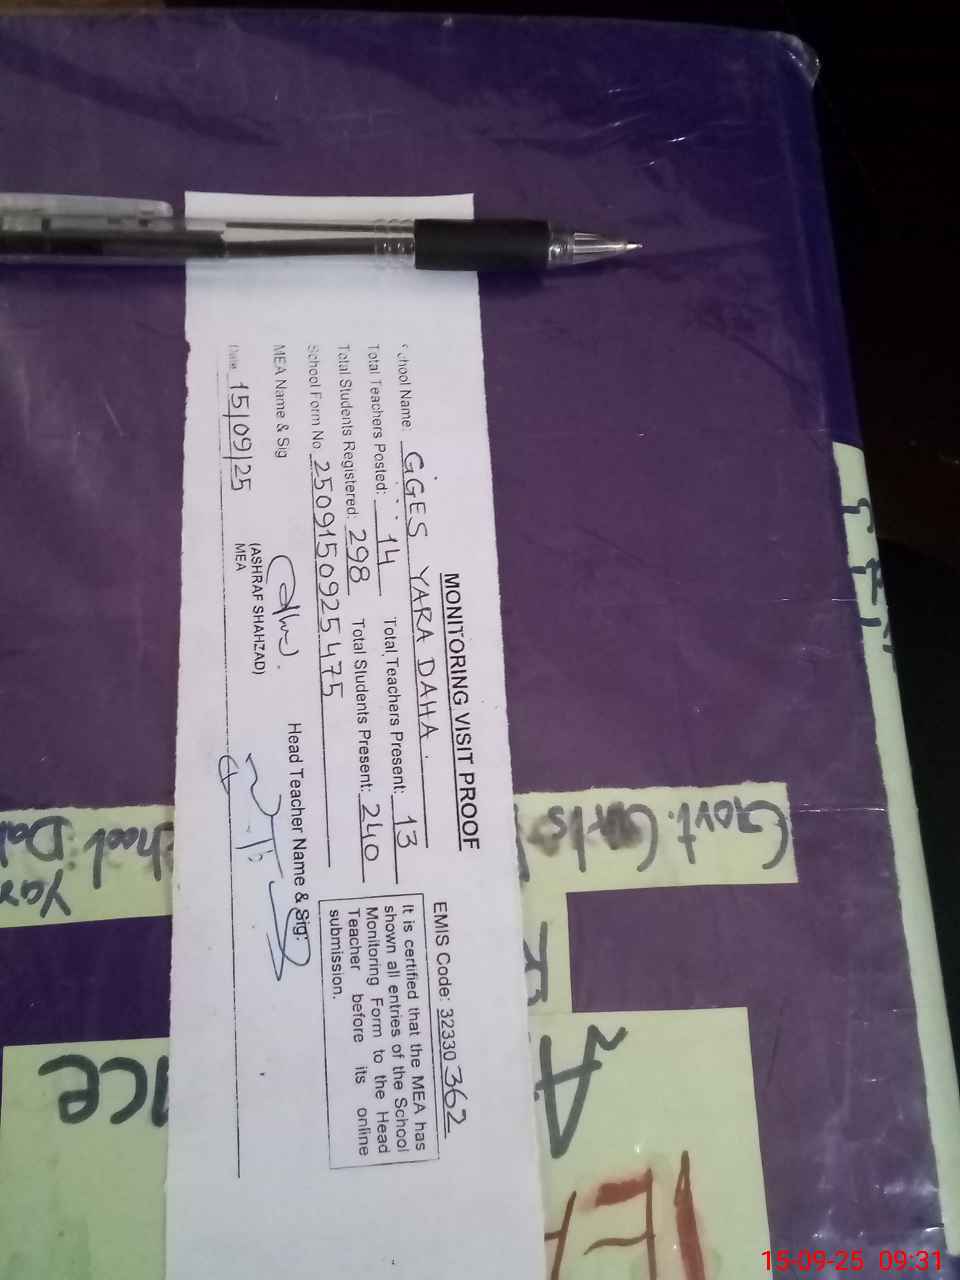 MONITORING VISIT PROOF
EMIS Code: 32330362
School Name: GGES YARA DAHA.
Total Teachers Posted: 14 Total Teachers Present: 13
Total Students Registered: 298 Total Students Present: 240
School Form No 2509150925475
It is certified that the MEA has
shown all entries of the School
Monitoring Form to the Head
Teacher before its online
submission.
MEA Name & Sig
Head Teacher Name & Sig:
(ASHRAF SHAHZAD)
MEA
Date 15/09/25
Govt. Girls
Yar
15-09-25 09:31